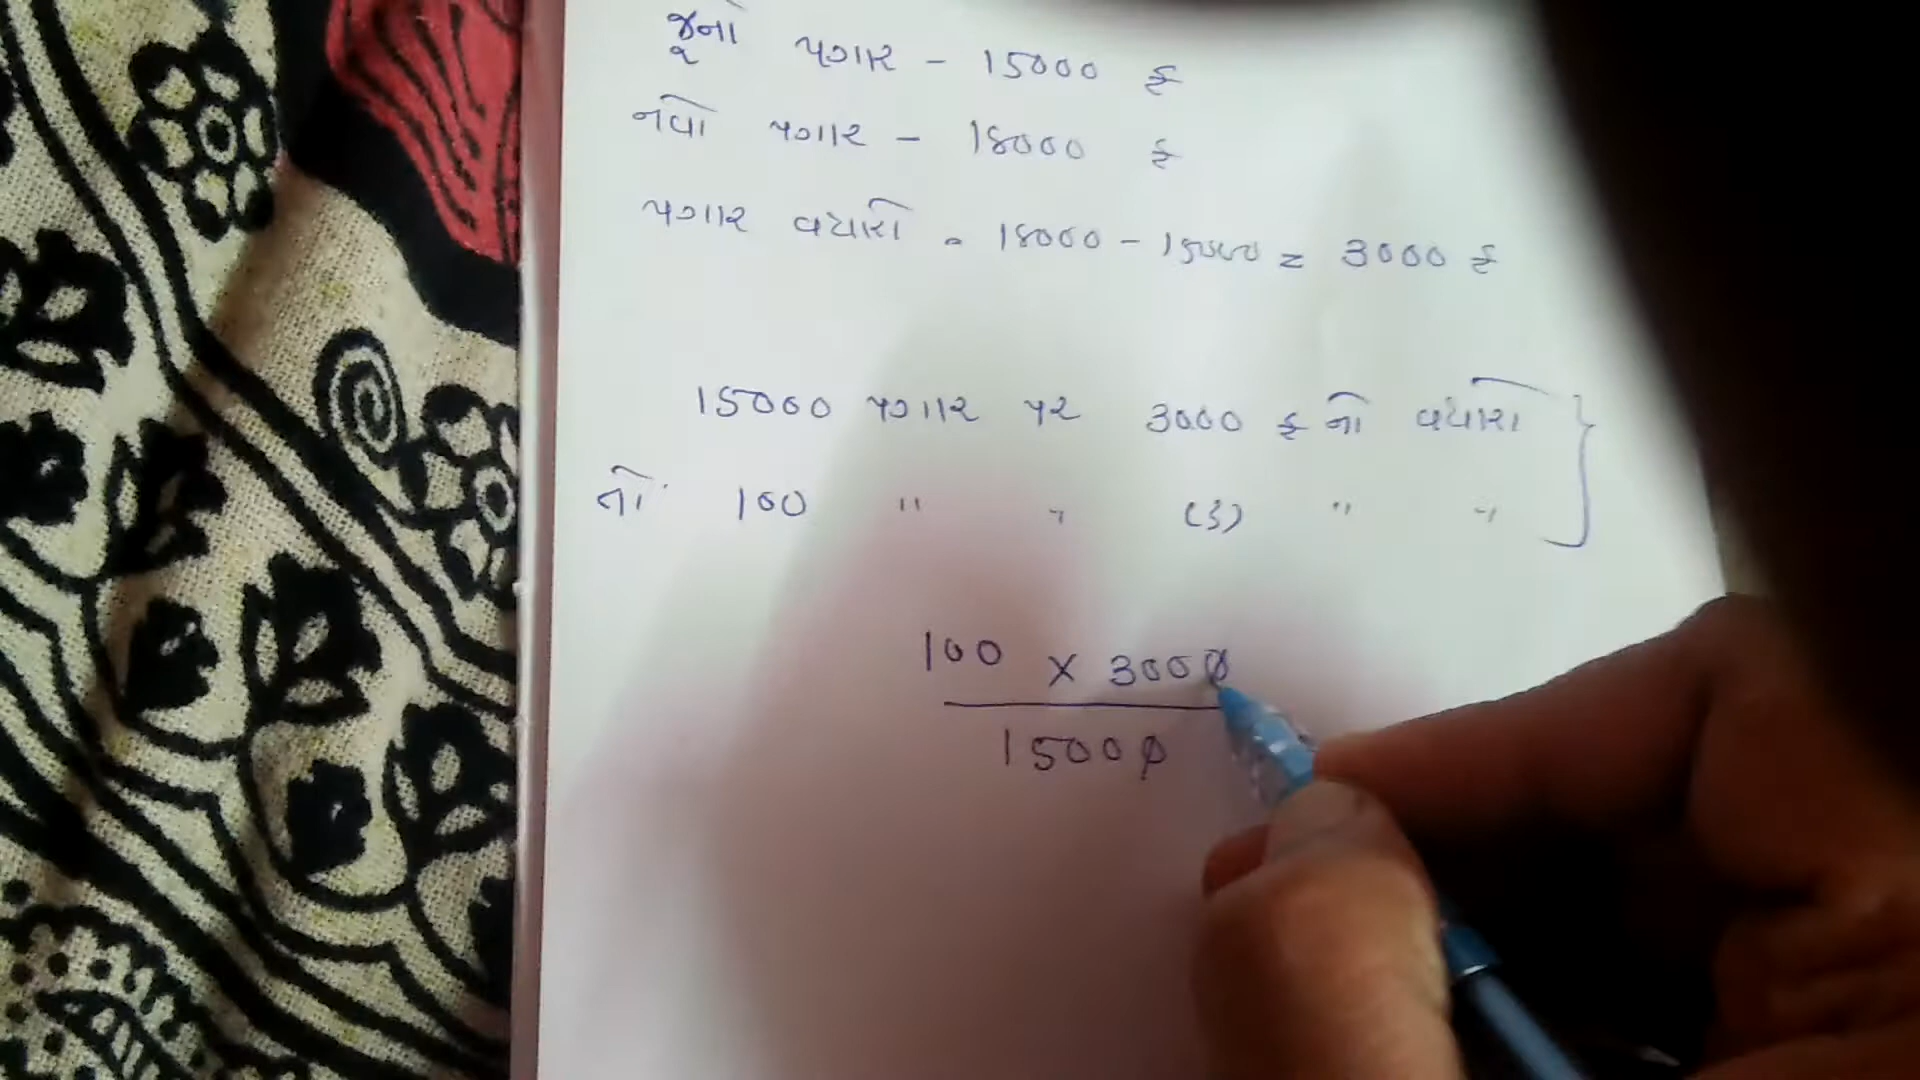 જૂનો પગાર - 15000 રૂ
નવો પગાર - 18000 રૂ
પગાર વધારો = 18000 - 15000 = 3000 રૂ
15000 પગાર પર 3000 રૂ નો વધારો
તો 100 " " (?) " "
100 x 3000
15000